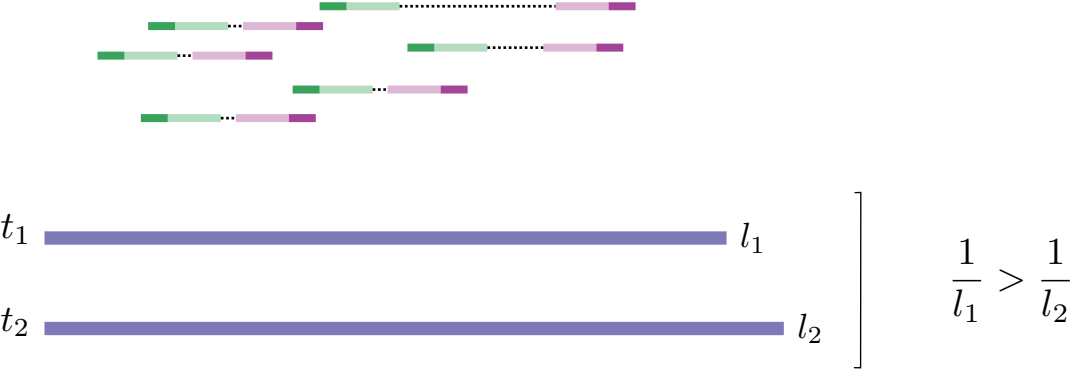 t₁ l₁
t₂ l₂
1/l₁ > 1/l₂